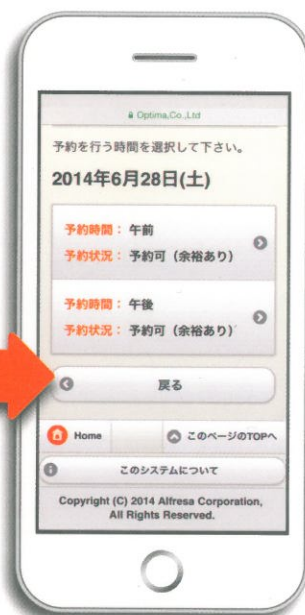 Optima,Co.,Ltd
予約を行う時間を選択して下さい。
2014年6月28日(土)
予約時間： 午前
予約状況： 予約可（余裕あり）
予約時間： 午後
予約状況： 予約可（余裕あり）
戻る
Home
このページのTOPへ
このシステムについて
Copyright (C) 2014 Alfresa Corporation,
All Rights Reserved.